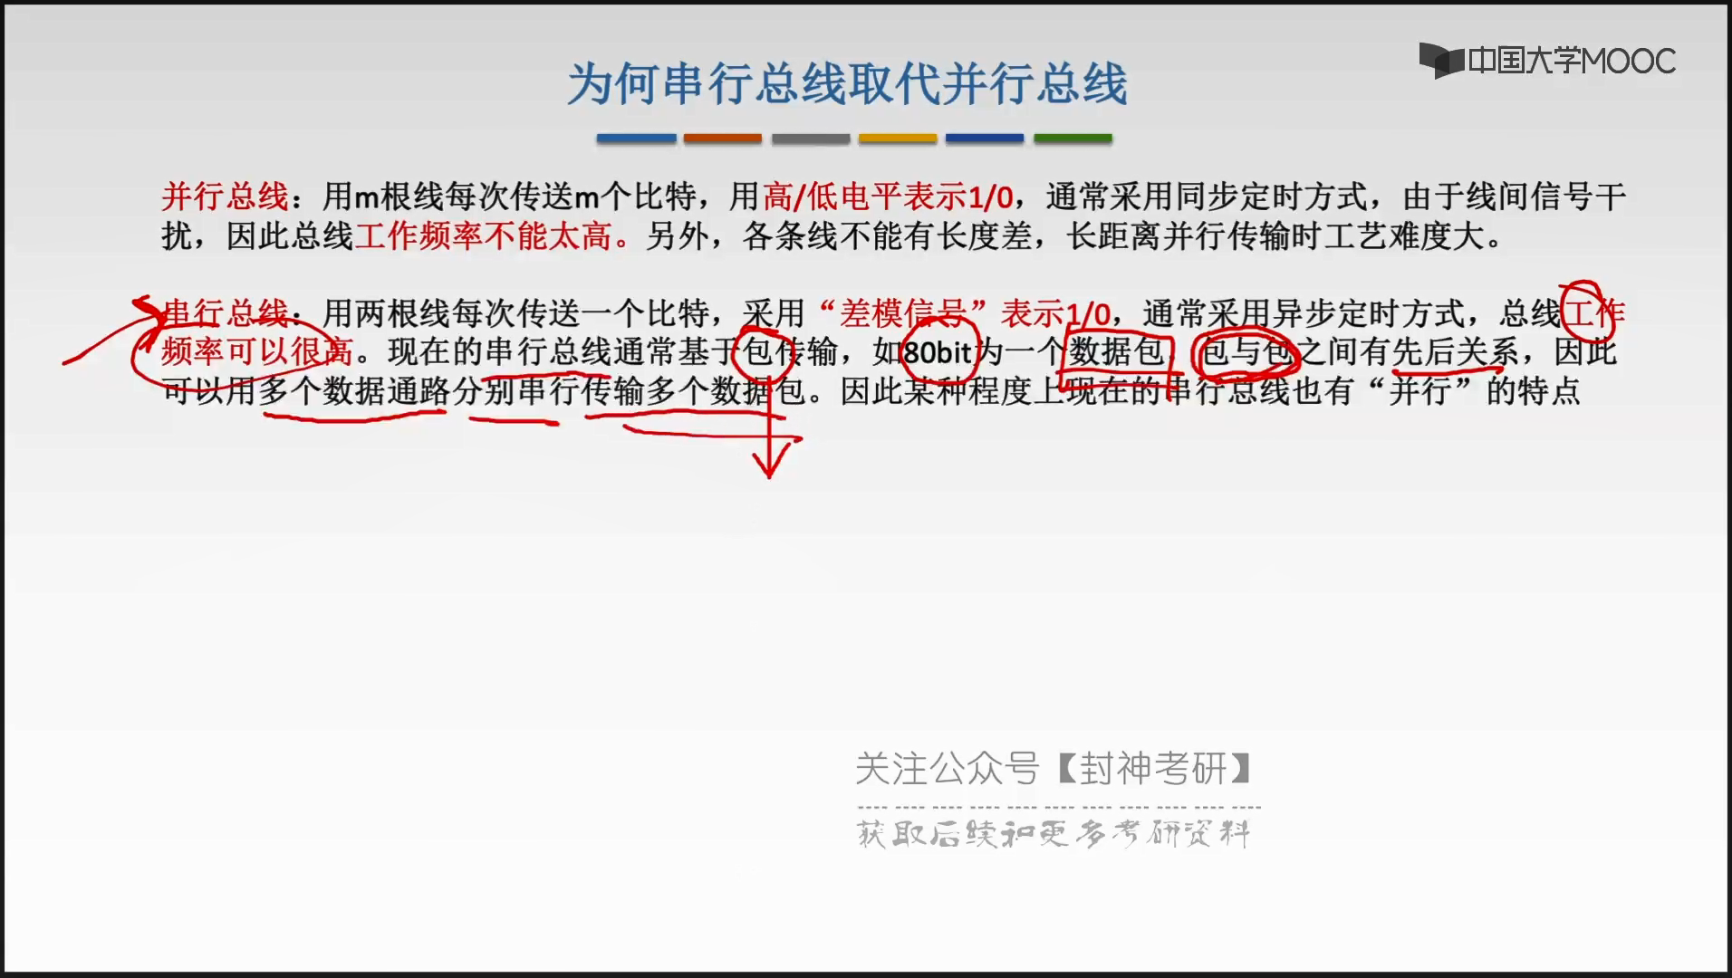 中国大学MOOC
为何串行总线取代并行总线
并行总线：用m根线每次传送m个比特，用高/低电平表示1/0，通常采用同步定时方式，由于线间信号干
扰，因此总线工作频率不能太高。另外，各条线不能有长度差，长距离并行传输时工艺难度大。
串行总线：用两根线每次传送一个比特，采用“差模信号”表示1/0，通常采用异步定时方式，总线工作
频率可以很高。现在的串行总线通常基于包传输，如80bit为一个数据包，包与包之间有先后关系，因此
可以用多个数据通路分别串行传输多个数据包。因此某种程度上现在的串行总线也有“并行”的特点
关注公众号【封神考研】
获取后续和更多考研资料